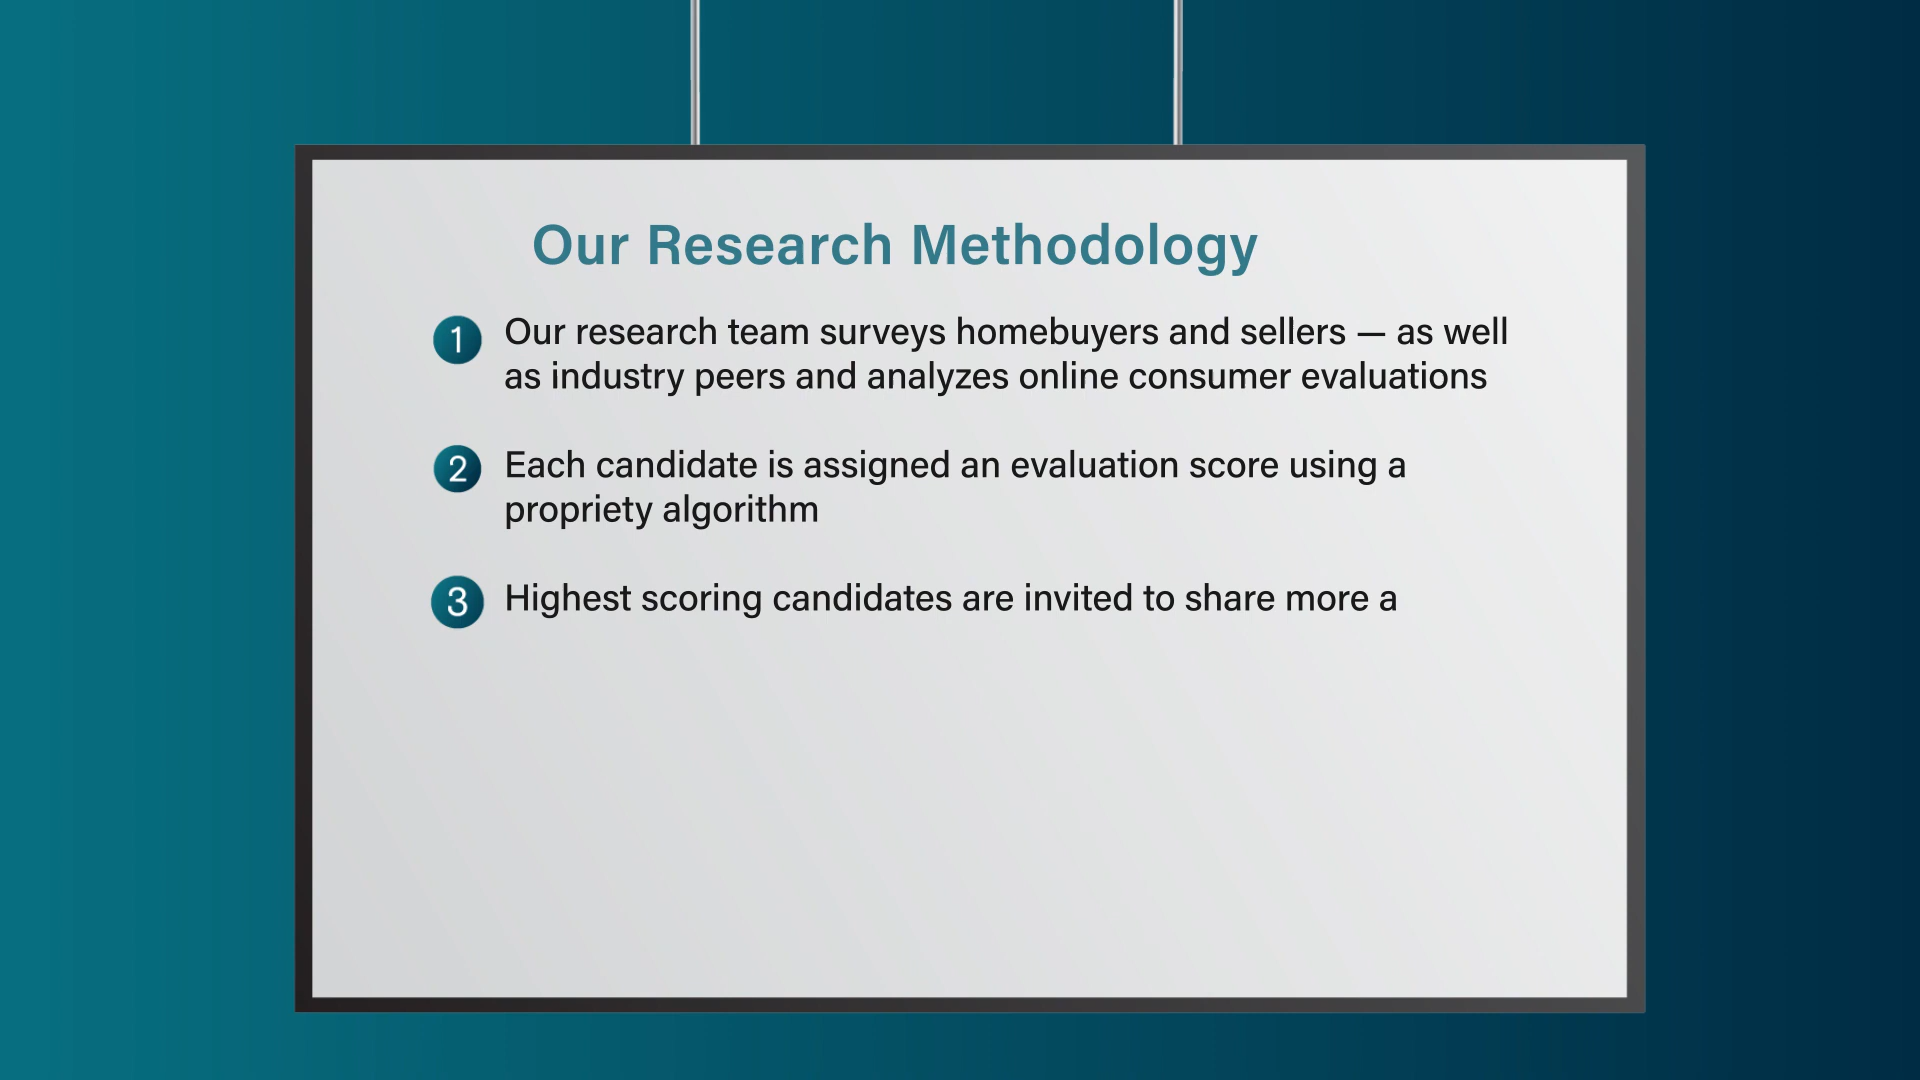 Our Research Methodology
1 Our research team surveys homebuyers and sellers — as well
as industry peers and analyzes online consumer evaluations
2 Each candidate is assigned an evaluation score using a
propriety algorithm
3 Highest scoring candidates are invited to share more a